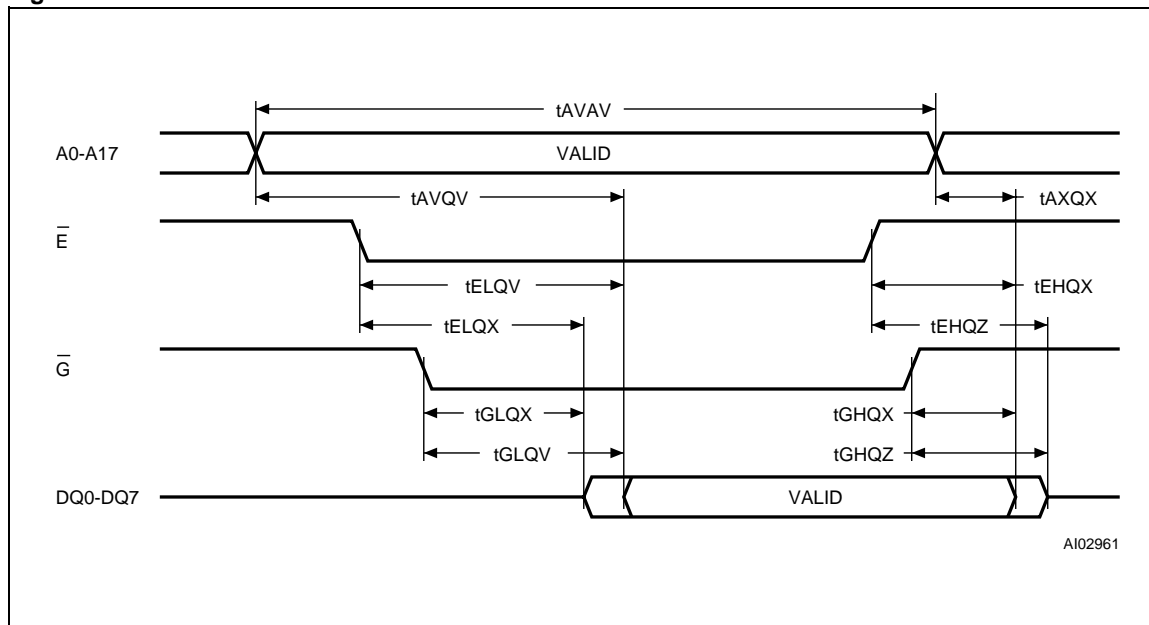 tAVAV
A0-A17
VALID
tAVQV
tAXQX
E
tELQV
tEHQX
tELQX
tEHQZ
G
tGLQX
tGHQX
tGLQV
tGHQZ
DQ0-DQ7
VALID
AI02961